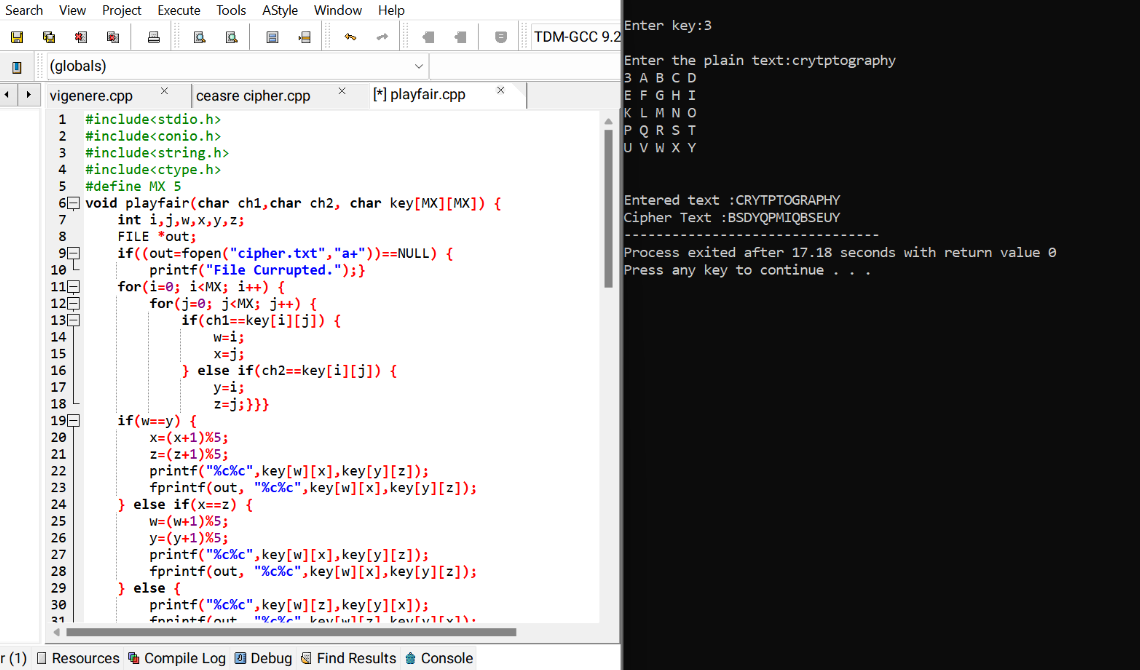 Search View Project Execute Tools AStyle Window Help
TDM-GCC 9.2
(globals)
vigenere.cpp ceasre cipher.cpp [*] playfair.cpp
1 #include<stdio.h>
2 #include<conio.h>
3 #include<string.h>
4 #include<ctype.h>
5 #define MX 5
6 void playfair(char ch1,char ch2, char key[MX][MX]) {
7 int i,j,w,x,y,z;
8 FILE *out;
9 if((out=fopen("cipher.txt","a+"))==NULL) {
10 printf("File Currupted.");}
11 for(i=0; i<MX; i++) {
12 for(j=0; j<MX; j++) {
13 if(ch1==key[i][j]) {
14 w=i;
15 x=j;
16 } else if(ch2==key[i][j]) {
17 y=i;
18 z=j;}}}
19 if(w==y) {
20 x=(x+1)%5;
21 z=(z+1)%5;
22 printf("%c%c",key[w][x],key[y][z]);
23 fprintf(out, "%c%c",key[w][x],key[y][z]);
24 } else if(x==z) {
25 w=(w+1)%5;
26 y=(y+1)%5;
27 printf("%c%c",key[w][x],key[y][z]);
28 fprintf(out, "%c%c",key[w][x],key[y][z]);
29 } else {
30 printf("%c%c",key[w][z],key[y][x]);
31 fprintf(out, "%c%c",key[w][z],key[y][x]);
r (1) Resources Compile Log Debug Find Results Console
Enter key:3
Enter the plain text:crytptography
3 A B C D
E F G H I
K L M N O
P Q R S T
U V W X Y
Entered text :CRYTPTOGRAPHY
Cipher Text :BSDYQPMIQBSEUY
--------------------------------
Process exited after 17.18 seconds with return value 0
Press any key to continue . . .